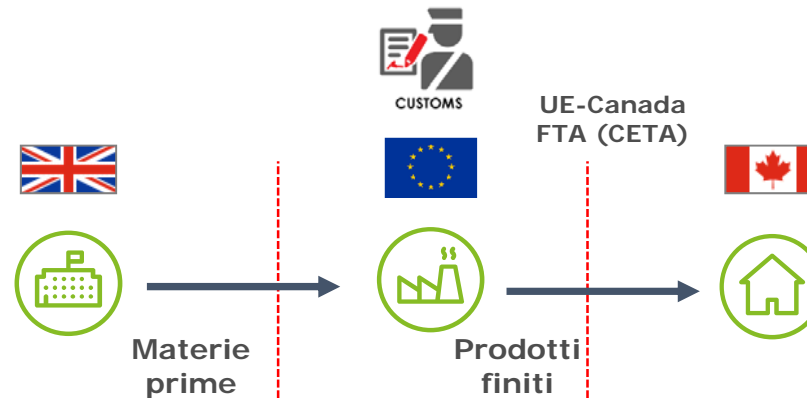 CUSTOMS
UE-Canada
FTA (CETA)
Materie
prime
Prodotti
finiti